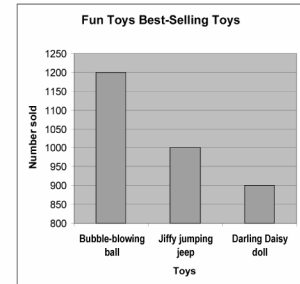 Fun Toys Best-Selling Toys
1250
1200
1150
1100
1050
1000
950
900
850
800
Number sold
Bubble-blowing
ball
Jiffy jumping
jeep
Darling Daisy
doll
Toys